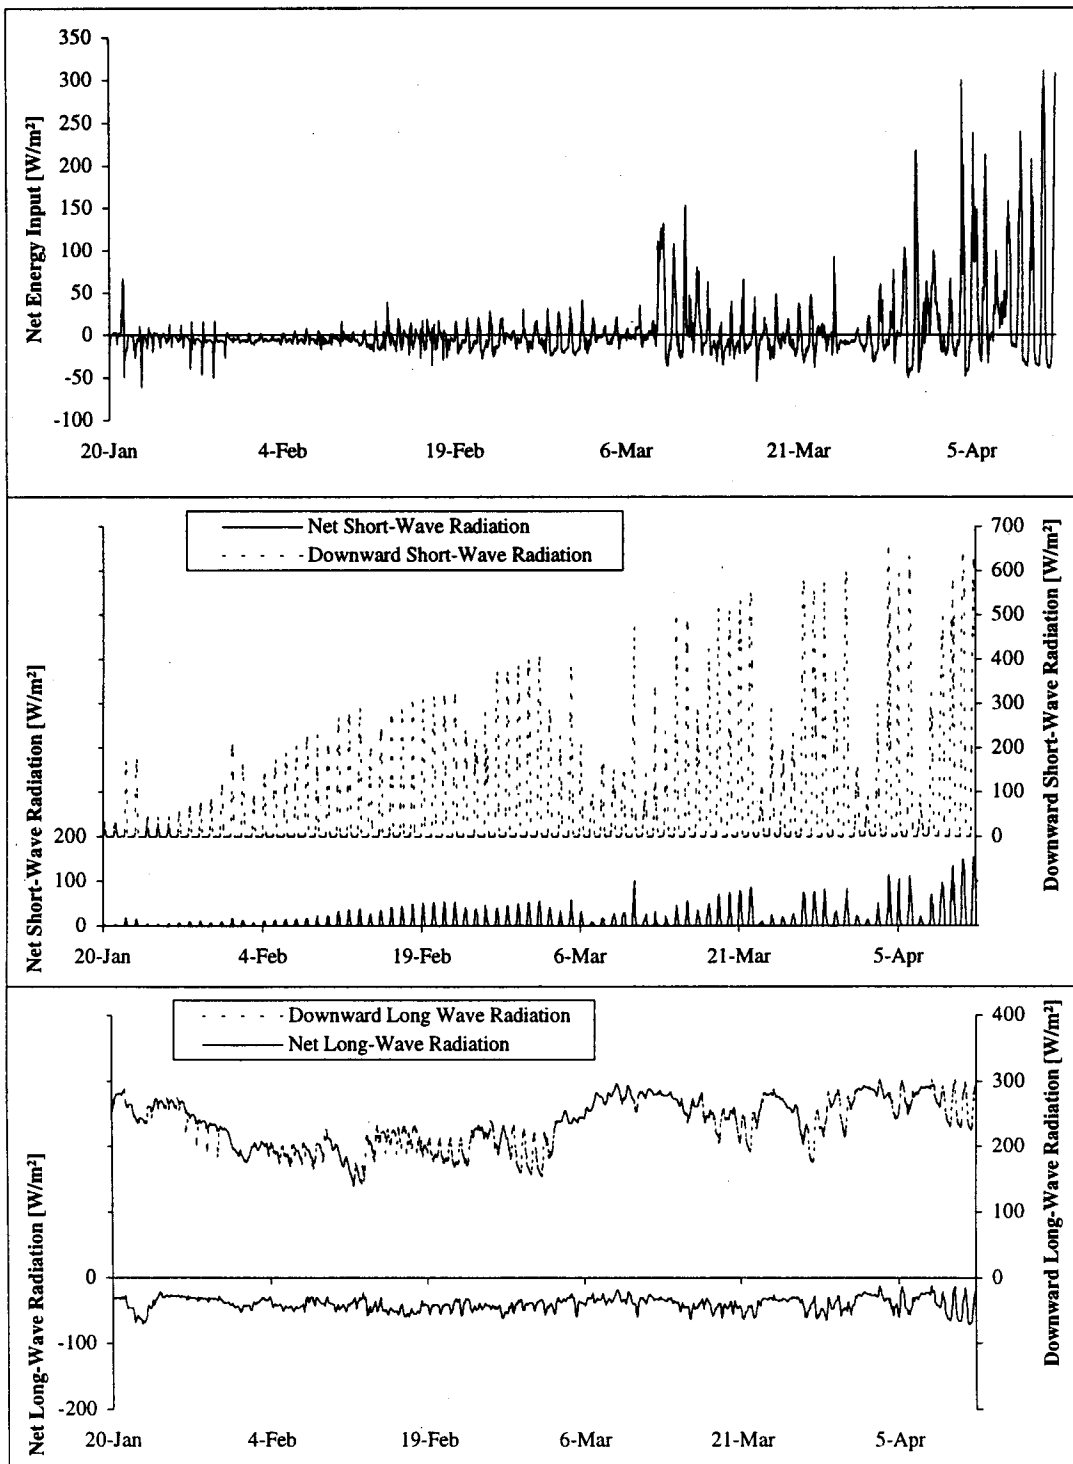 Net Energy Input [W/m²]
350
300
250
200
150
100
50
0
-50
-100
20-Jan 4-Feb 19-Feb 6-Mar 21-Mar 5-Apr
Net Short-Wave Radiation
Downward Short-Wave Radiation
Net Short-Wave Radiation [W/m²]
200
100
0
Downward Short-Wave Radiation [W/m²]
700
600
500
400
300
200
100
0
20-Jan 4-Feb 19-Feb 6-Mar 21-Mar 5-Apr
Downward Long Wave Radiation
Net Long-Wave Radiation
Net Long-Wave Radiation [W/m²]
0
-100
-200
Downward Long-Wave Radiation [W/m²]
400
300
200
100
0
20-Jan 4-Feb 19-Feb 6-Mar 21-Mar 5-Apr